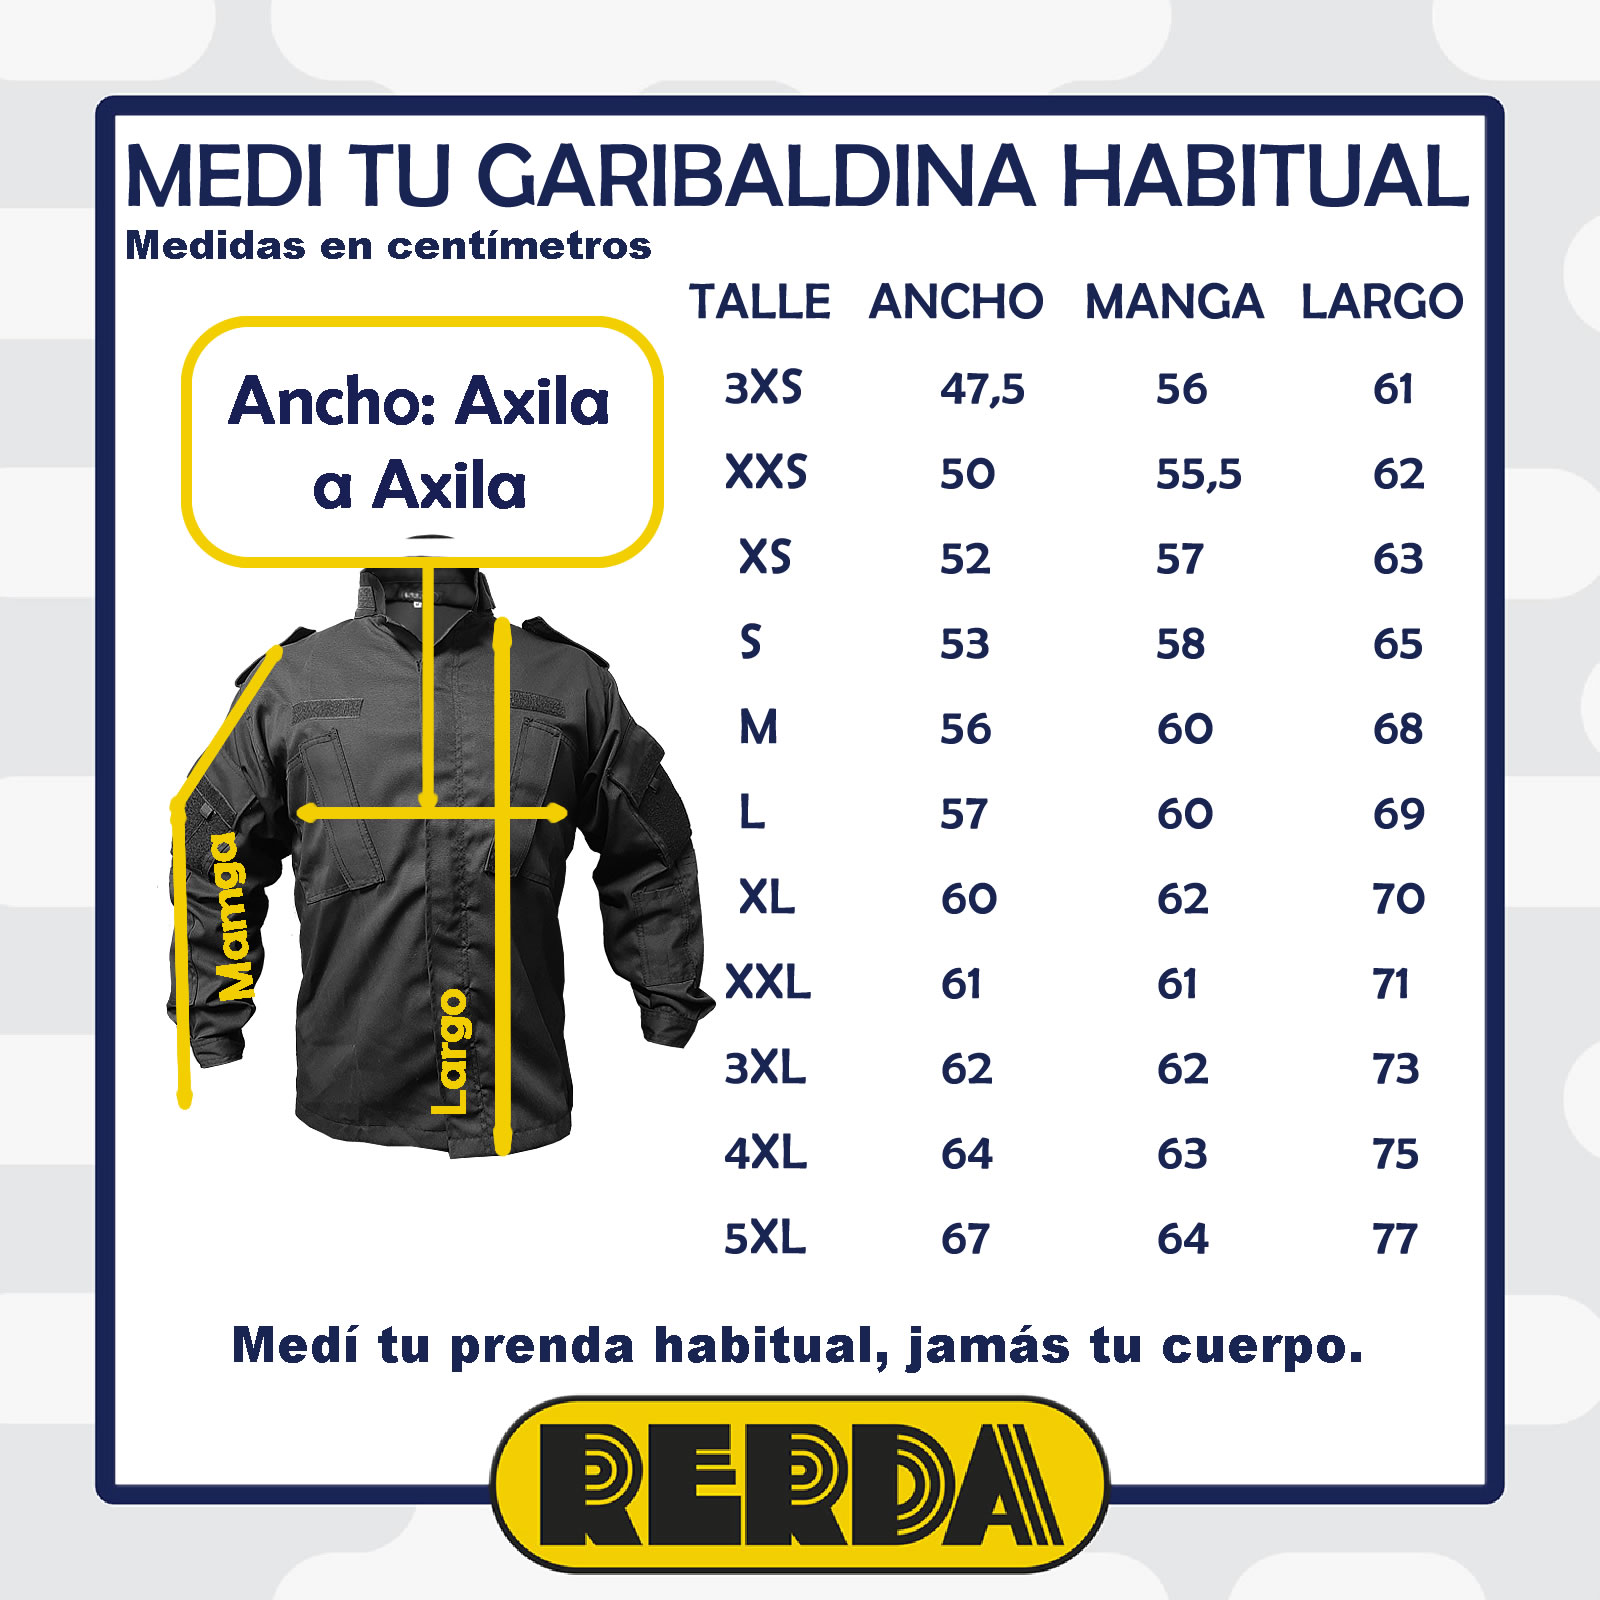 MEDI TU GARIBALDINA HABITUAL
Medidas en centímetros
TALLE ANCHO MANGA LARGO
Ancho: Axila
a Axila
3XS 47,5 56 61
XXS 50 55,5 62
XS 52 57 63
S 53 58 65
M 56 60 68
L 57 60 69
XL 60 62 70
XXL 61 61 71
3XL 62 62 73
4XL 64 63 75
5XL 67 64 77
Mamga
Largo
Medí tu prenda habitual, jamás tu cuerpo.
RERDA